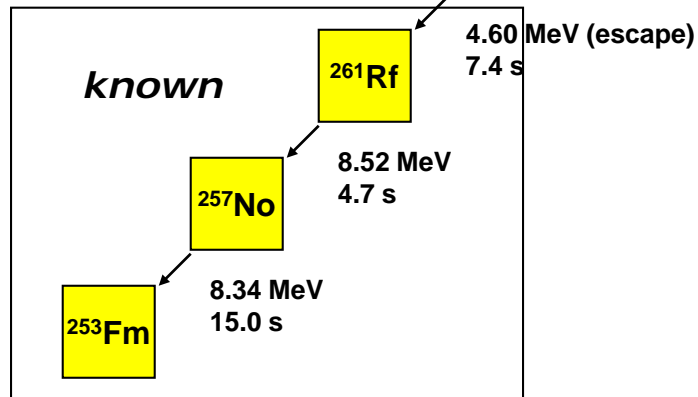 4.60 MeV (escape)
7.4 s
known
²⁶¹Rf
8.52 MeV
4.7 s
²⁵⁷No
8.34 MeV
15.0 s
²⁵³Fm